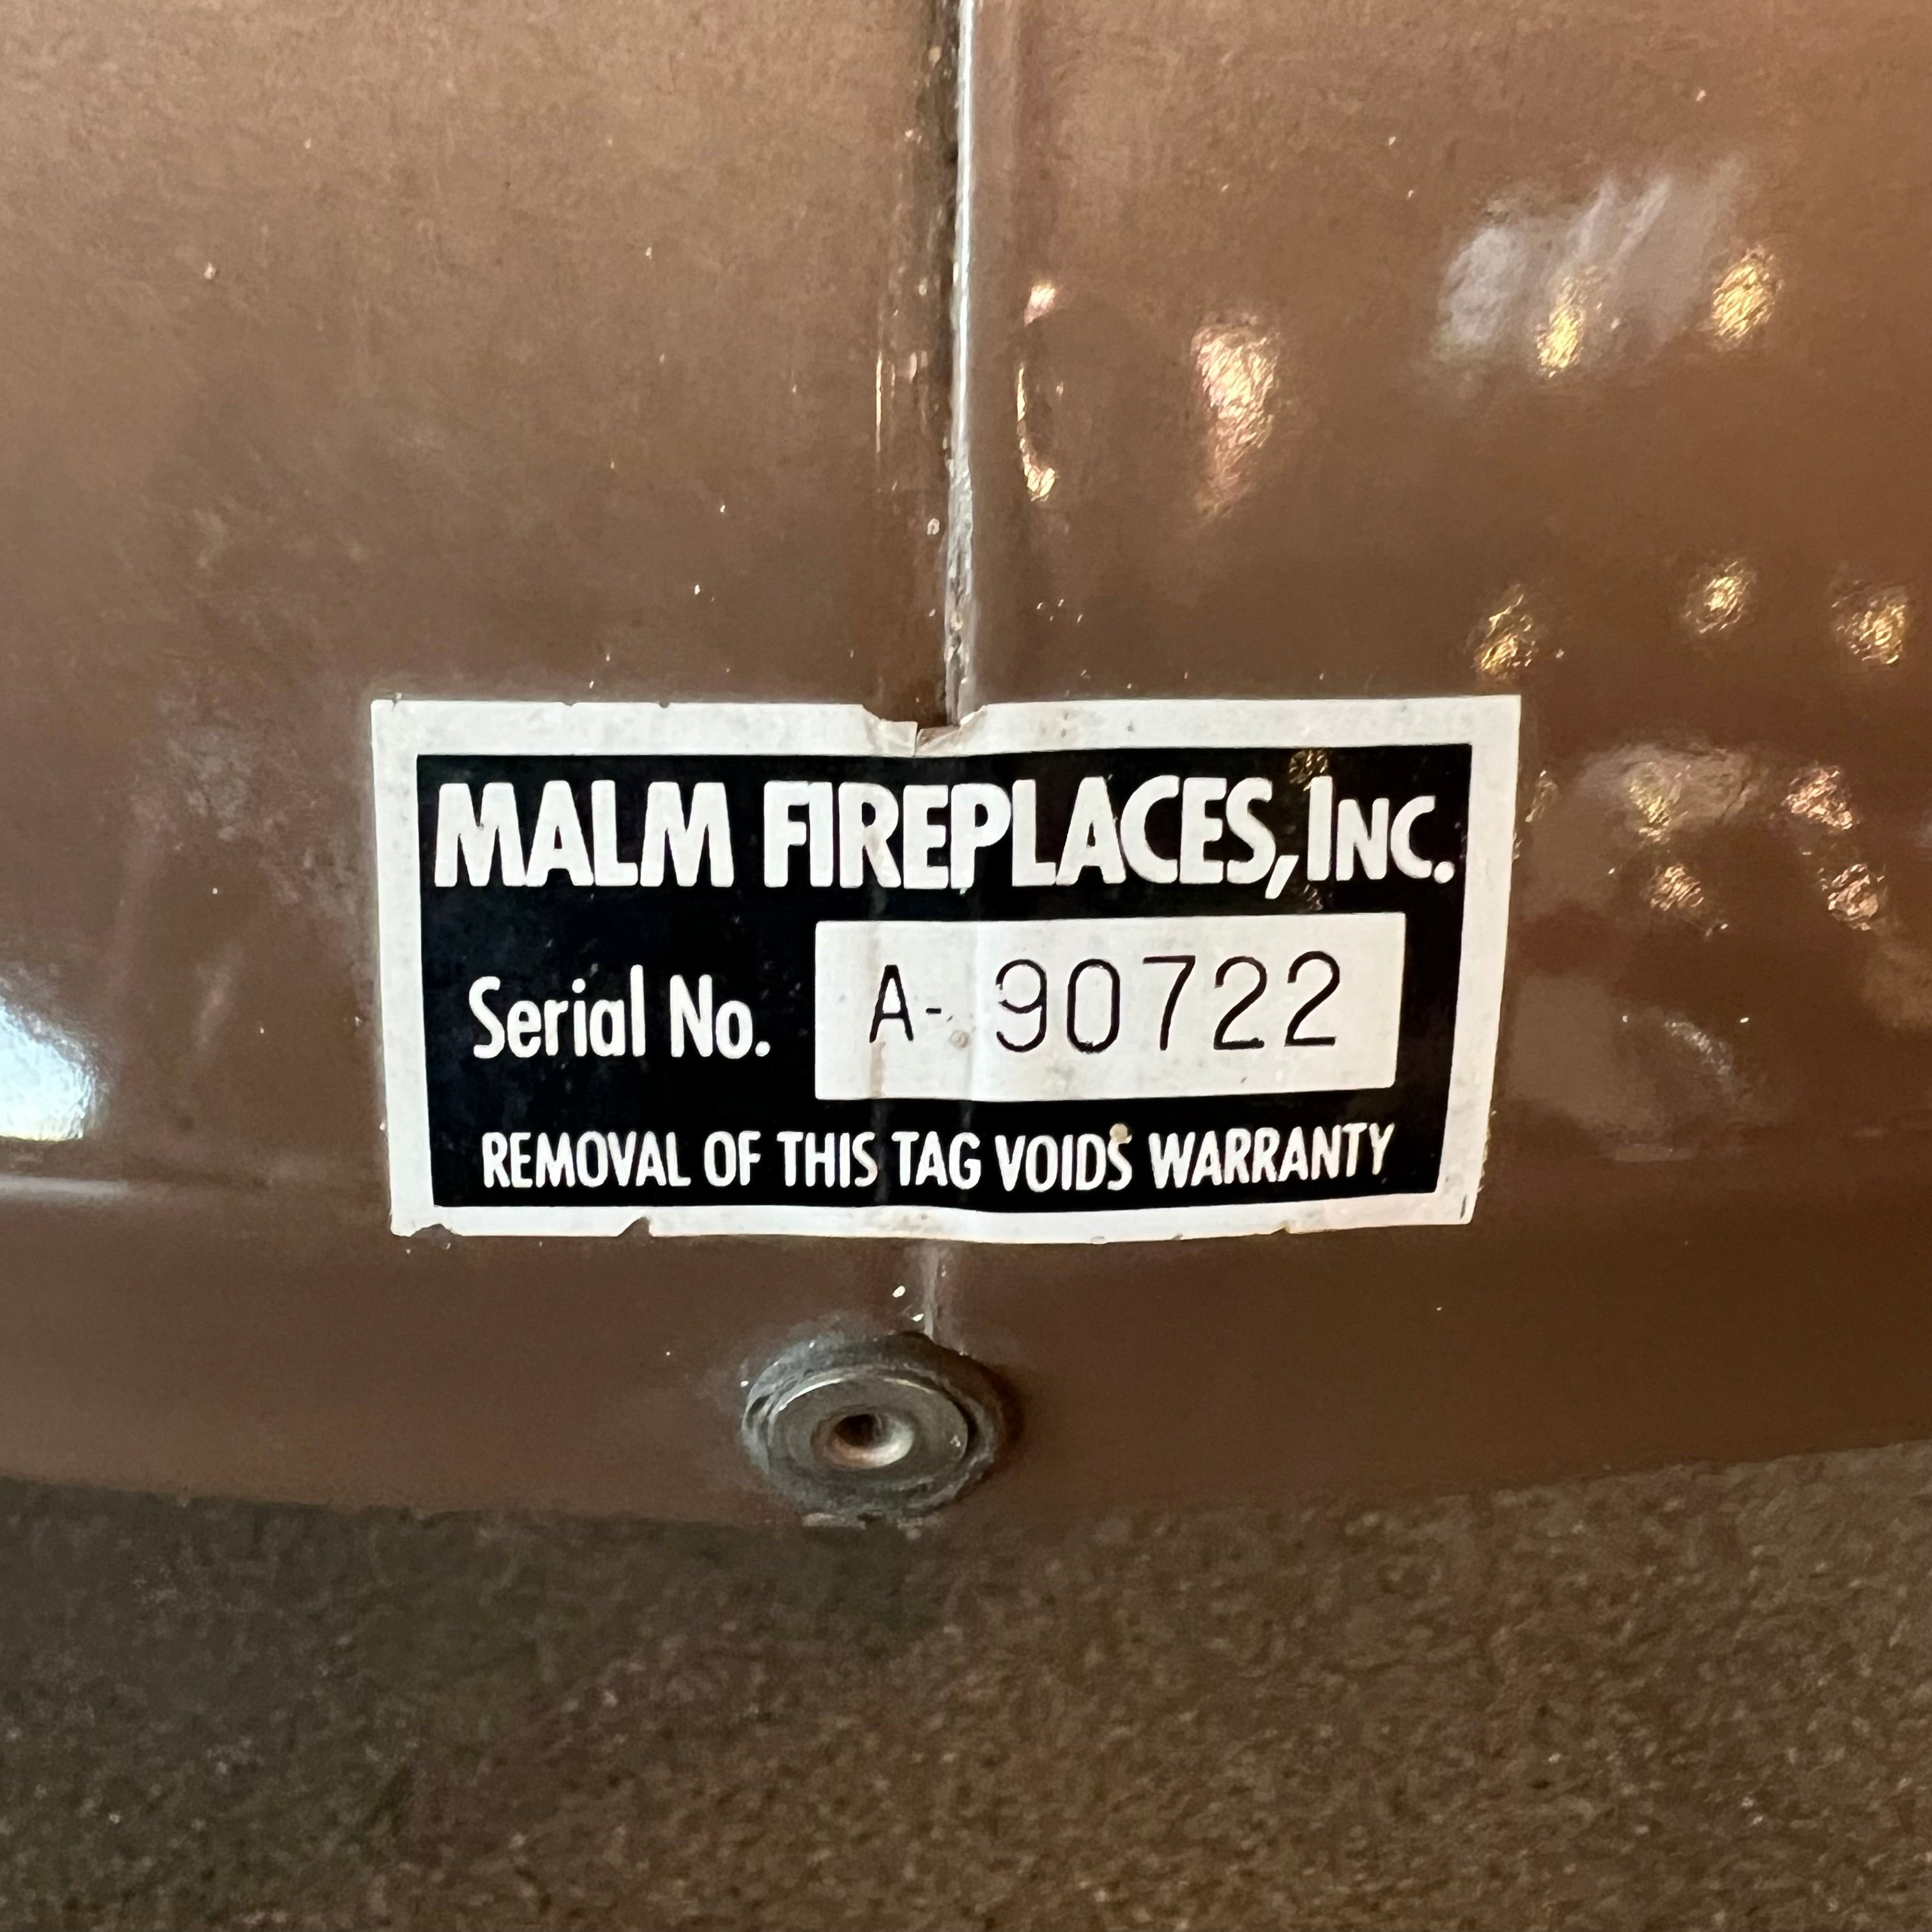 MALM FIREPLACES, INC.
Serial No. A- 90722
REMOVAL OF THIS TAG VOIDS WARRANTY